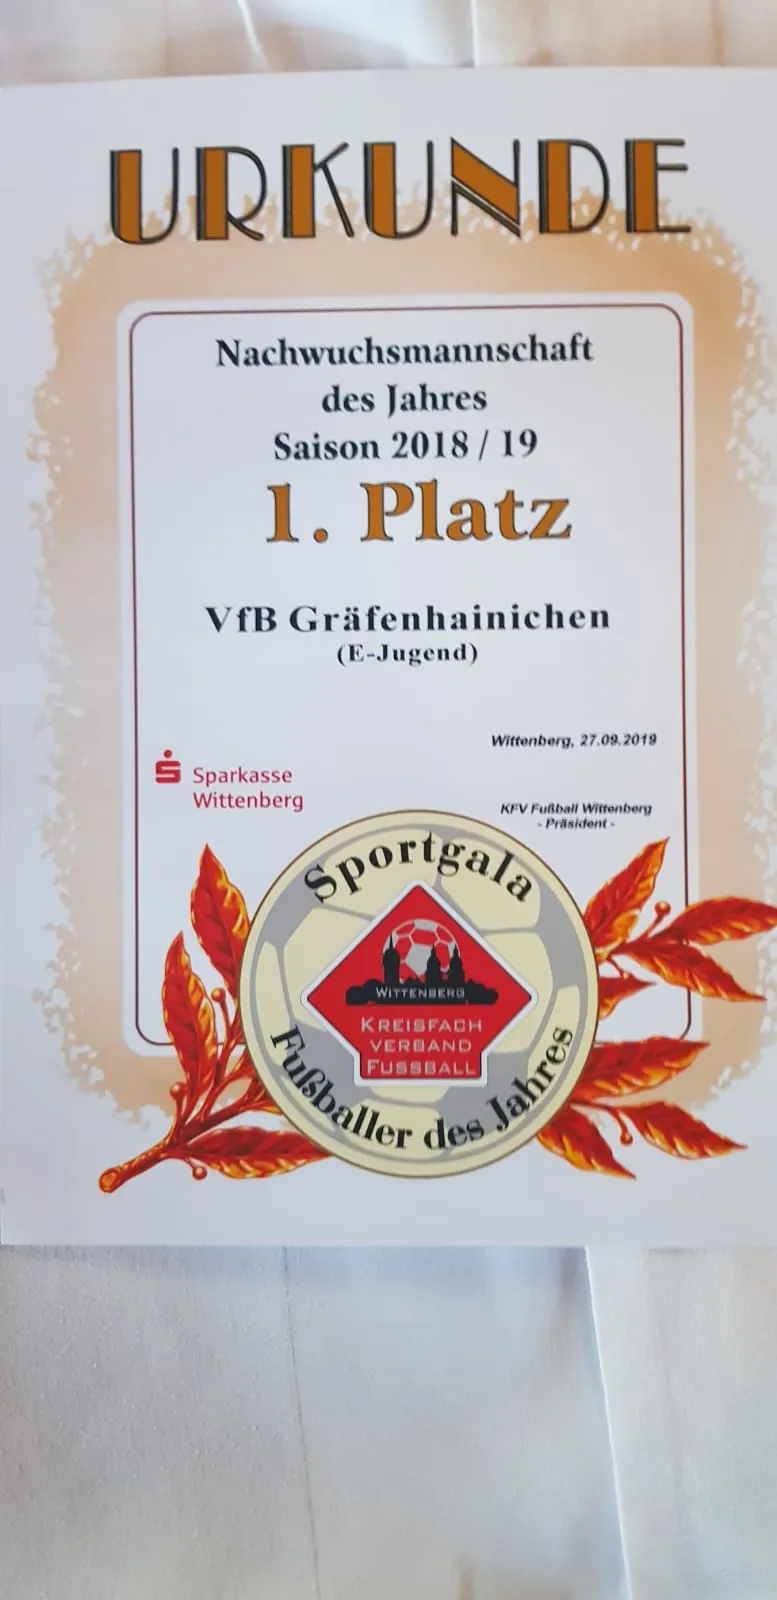 URKUNDE
Nachwuchsmannschaft
des Jahres
Saison 2018 / 19
1. Platz
VfB Gräfenhainichen
(E-Jugend)
Wittenberg, 27.09.2019
Sparkasse
Wittenberg
KFV Fußball Wittenberg
- Präsident -
Sportgala
WITTENBERG
KREISFACH
VERBAND
FUSSBALL
Fußballer des Jahres